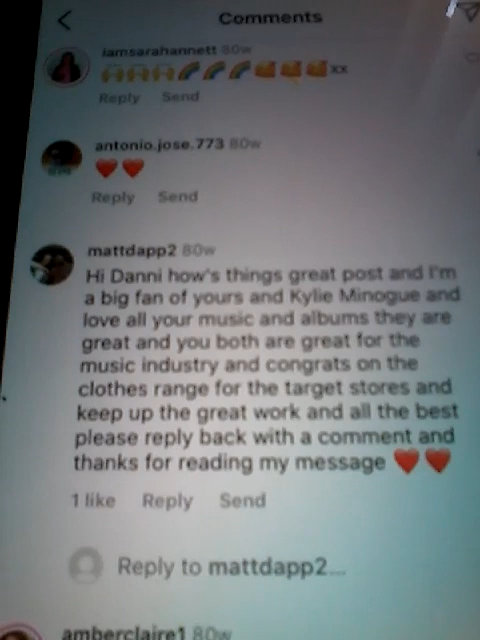 Comments
iamsarahannett 80w
🙌🙌🙌🌈🌈🌈🥰🥰🥰xx
Reply Send
antonio.jose.773 80w
❤️❤️
Reply Send
mattdapp2 80w
Hi Danni how's things great post and I'm
a big fan of yours and Kylie Minogue and
love all your music and albums they are
great and you both are great for the
music industry and congrats on the
clothes range for the target stores and
keep up the great work and all the best
please reply back with a comment and
thanks for reading my message ❤️❤️
1 like Reply Send
Reply to mattdapp2...
amberclaire1 80w